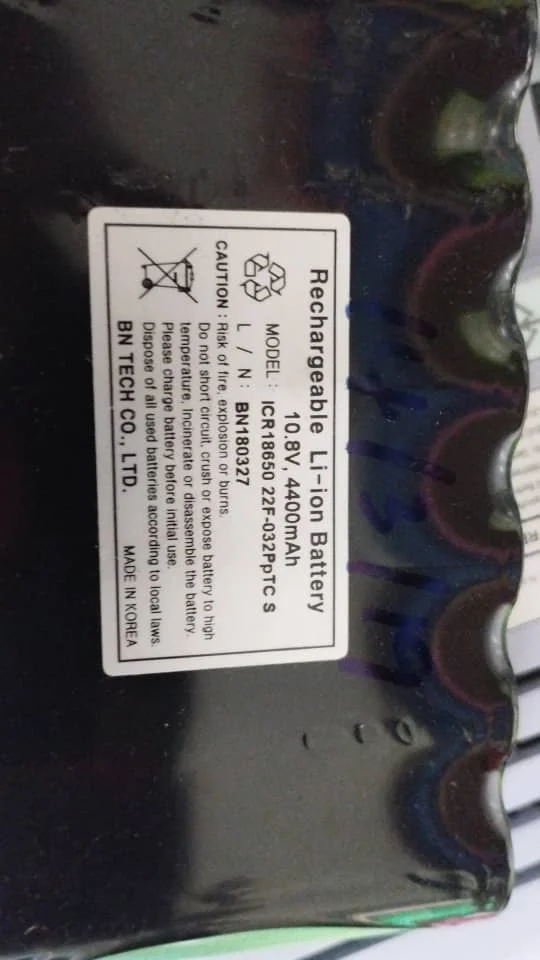 Rechargeable Li-ion Battery
10.8V, 4400mAh
MODEL : ICR18650 22F-032PpTC S
L / N : BN180327
CAUTION : Risk of fire, explosion or burns.
Do not short circuit, crush or expose battery to high
temperature, Incinerate or disassemble the battery.
Please charge battery before initial use.
Dispose of all used batteries according to local laws.
BN TECH CO., LTD. MADE IN KOREA